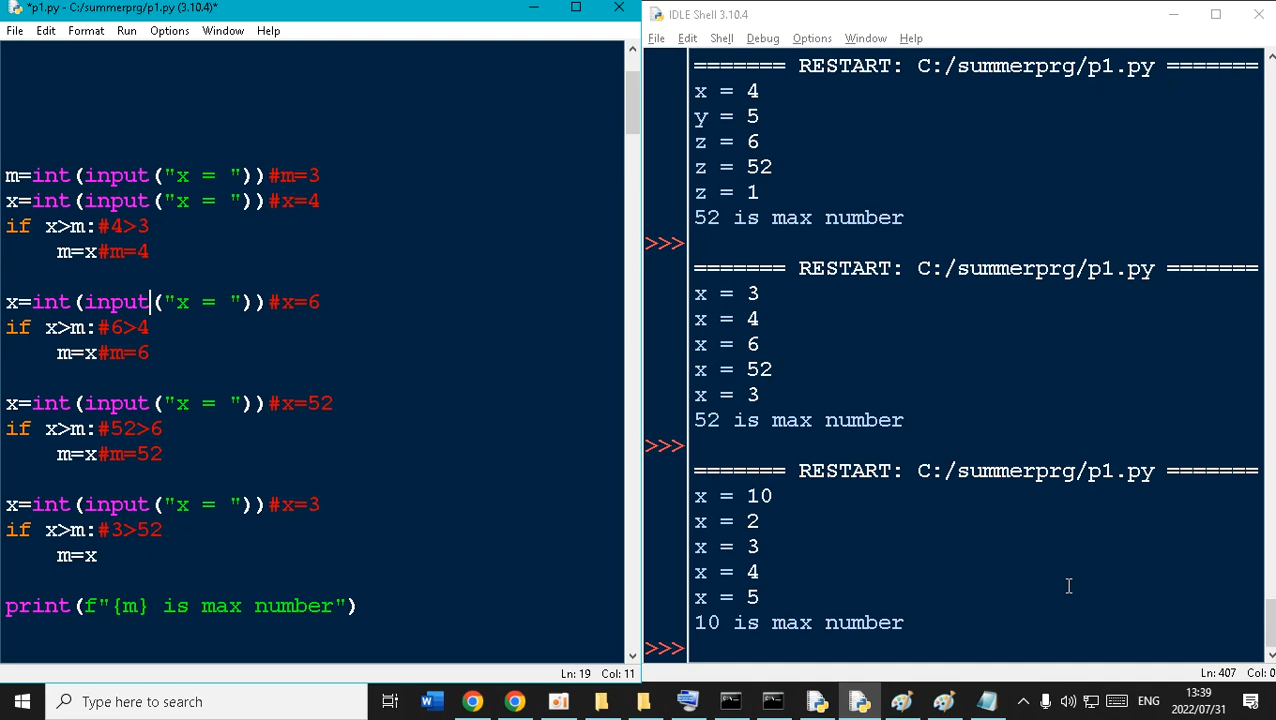 *p1.py - C:/summerprg/p1.py (3.10.4)*
File Edit Format Run Options Window Help
m=int(input("x = "))#m=3
x=int(input("x = "))#x=4
if x>m:#4>3
    m=x#m=4
x=int(input("x = "))#x=6
if x>m:#6>4
    m=x#m=6
x=int(input("x = "))#x=52
if x>m:#52>6
    m=x#m=52
x=int(input("x = "))#x=3
if x>m:#3>52
    m=x
print(f"{m} is max number")
Ln: 19 Col: 11
IDLE Shell 3.10.4
File Edit Shell Debug Options Window Help
======= RESTART: C:/summerprg/p1.py =======
x = 4
y = 5
z = 6
z = 52
z = 1
52 is max number
>>>
======= RESTART: C:/summerprg/p1.py =======
x = 3
x = 4
x = 6
x = 52
x = 3
52 is max number
>>>
======= RESTART: C:/summerprg/p1.py =======
x = 10
x = 2
x = 3
x = 4
x = 5
10 is max number
>>>
Ln: 407 Col: 0
Type here to search
ENG
13:39
2022/07/31